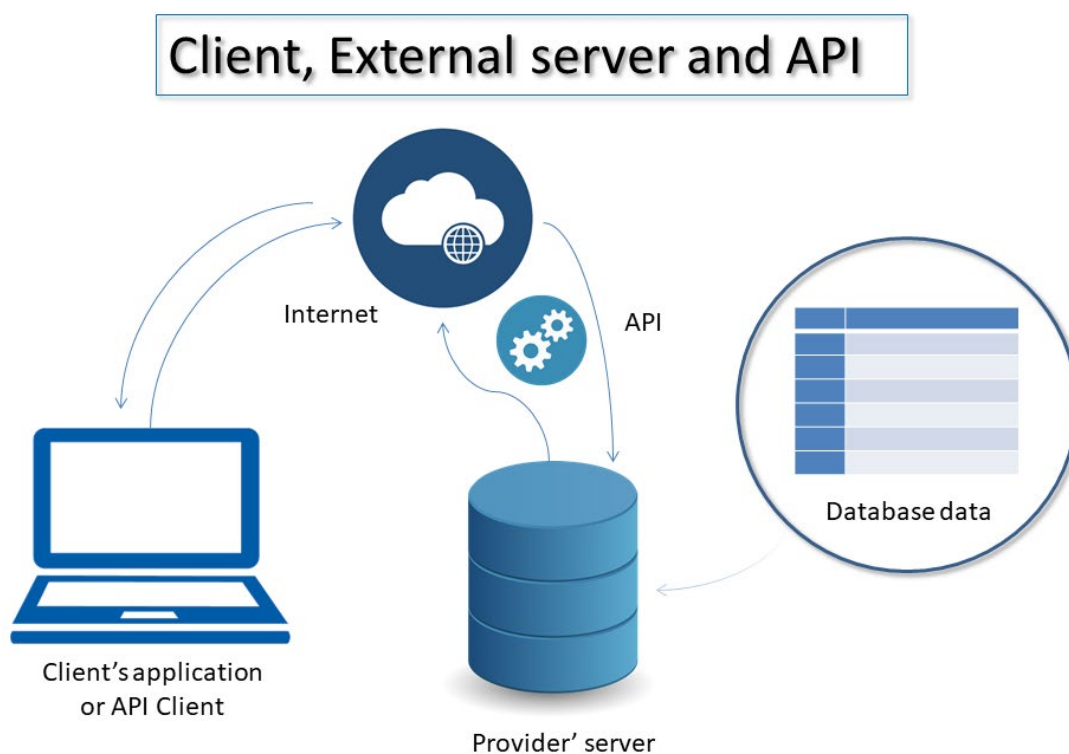 Client, External server and API
Internet
API
Database data
Client's application
or API Client
Provider' server